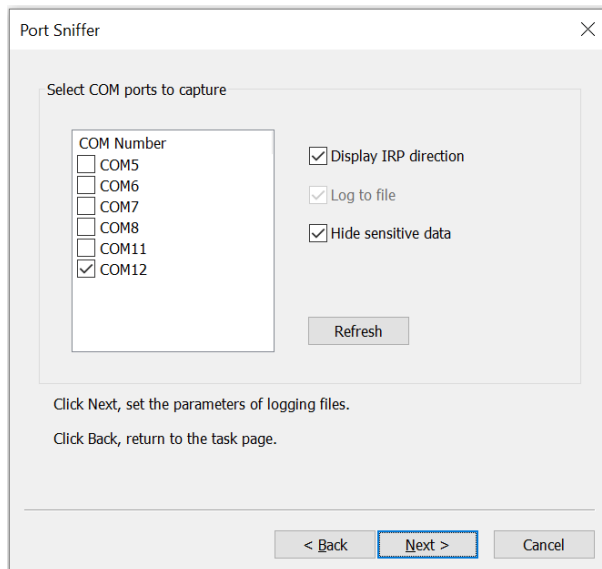 Port Sniffer
Select COM ports to capture
COM Number
COM5
COM6
COM7
COM8
COM11
COM12
Display IRP direction
Log to file
Hide sensitive data
Refresh
Click Next, set the parameters of logging files.
Click Back, return to the task page.
< Back
Next >
Cancel